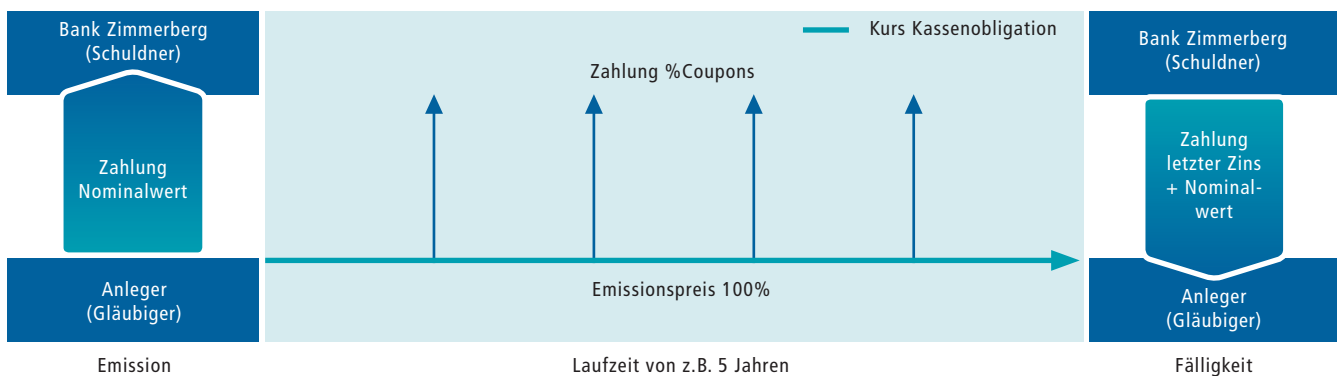 Bank Zimmerberg
(Schuldner)
Zahlung
Nominalwert
Anleger
(Gläubiger)
Emission
Kurs Kassenobligation
Zahlung %Coupons
Emissionspreis 100%
Laufzeit von z.B. 5 Jahren
Bank Zimmerberg
(Schuldner)
Zahlung
letzter Zins
+ Nominal-
wert
Anleger
(Gläubiger)
Fälligkeit